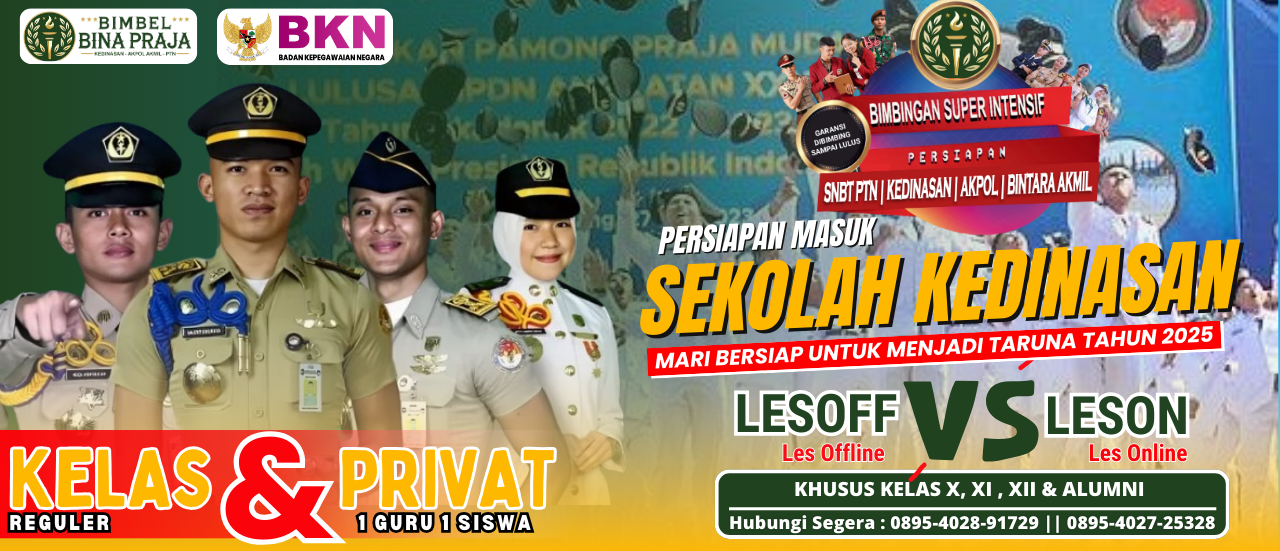 BIMBEL
BINA PRAJA
KEDINASAN - AKPOL AKMIL - PTN
BKN
BADAN KEPEGAWAIAN NEGARA
GARANSI
DIBIMBING
SAMPAI LULUS
BIMBINGAN SUPER INTENSIF
PERSIAPAN
SNBT PTN | KEDINASAN | AKPOL | BINTARA AKMIL
PERSIAPAN MASUK
SEKOLAH KEDINASAN
MARI BERSIAP UNTUK MENJADI TARUNA TAHUN 2025
LESOFF VS LESON
Les Offline
Les Online
KELAS & PRIVAT
REGULER
1 GURU 1 SISWA
KHUSUS KELAS X, XI , XII & ALUMNI
Hubungi Segera : 0895-4028-91729 || 0895-4027-25328